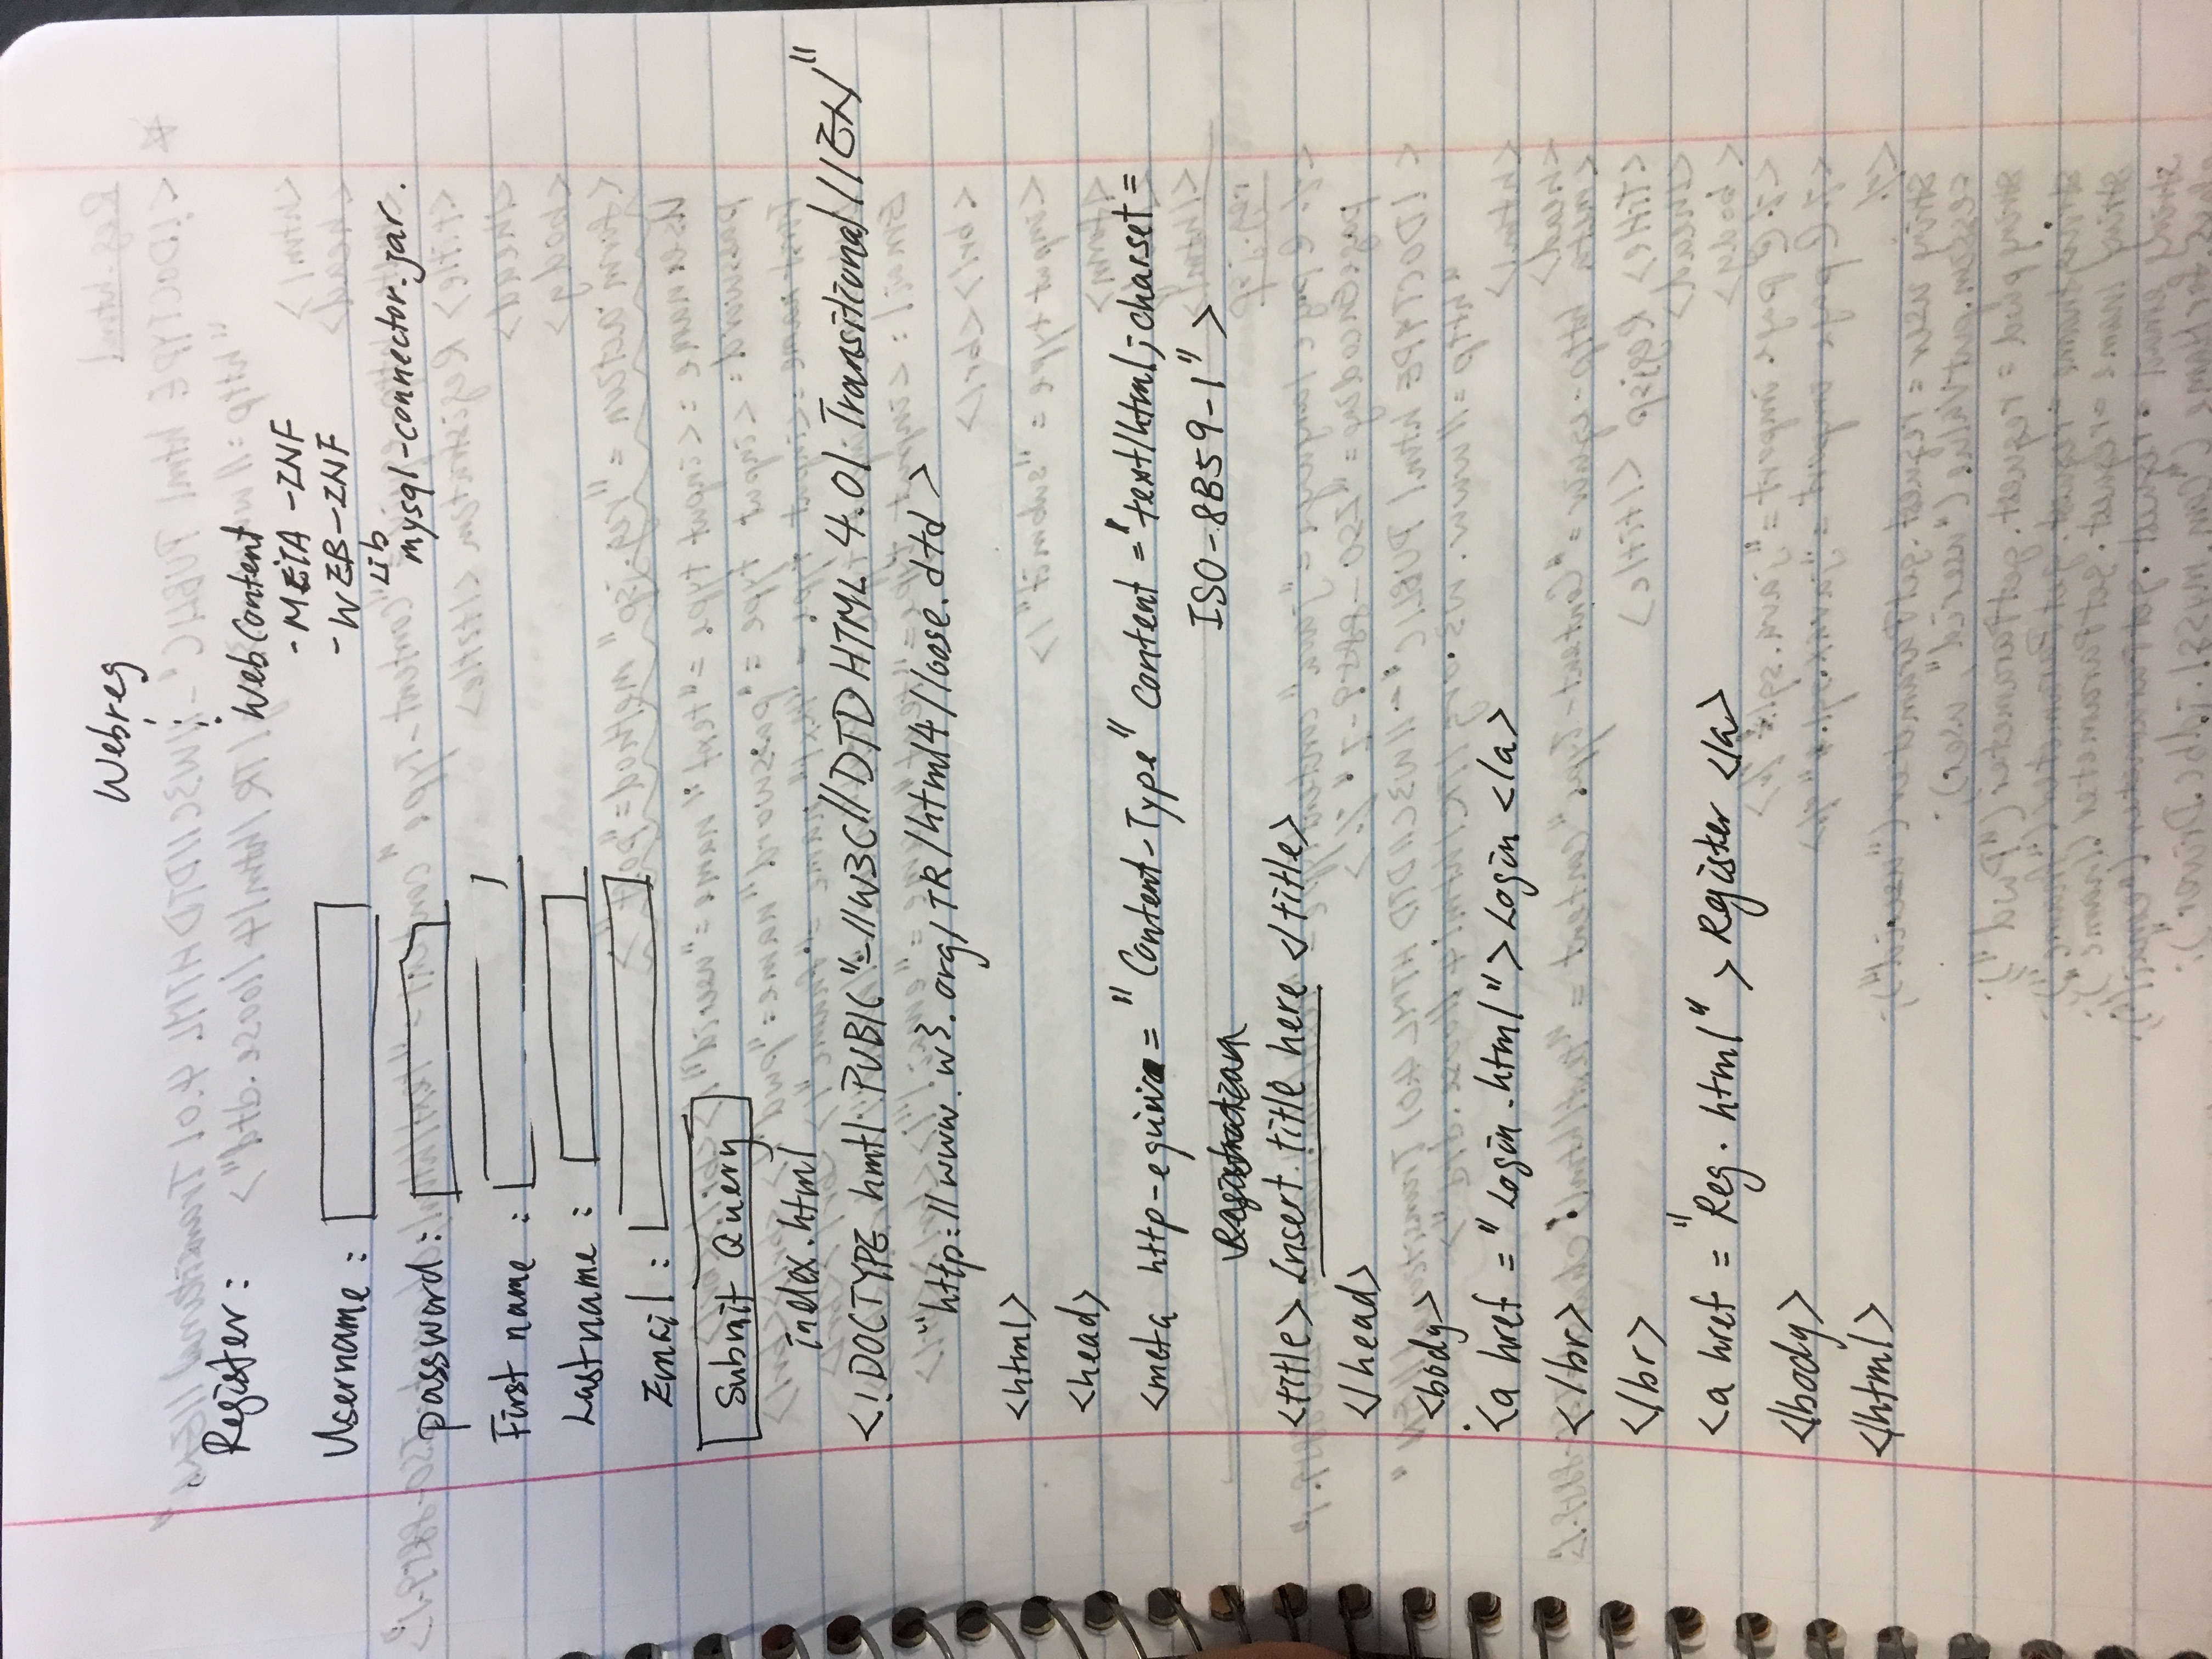 Webreg
Register :
WebContent
- META -INF
- WEB-INF
Lib
mysql-connector.jar.
Username :
password :
First name :
Lastname :
Email :
Submit Query
index.html
<!DOCTYPE hmtl PUBIC "-//W3C//DTD HTML 4.01 Transitional//EN"
"http://www.w3.org/TR/html4/loose.dtd>
<html>
<head>
<meta http-equiv= "Content-Type" content ="text/html; charset =
ISO-8859-1">
Registration
<title> Insert title here </title>
</head>
<body>
<a href = "Login.html"> Login </a>
</br>
</br>
<a href = "Reg.html" > Register </a>
</body>
</html>